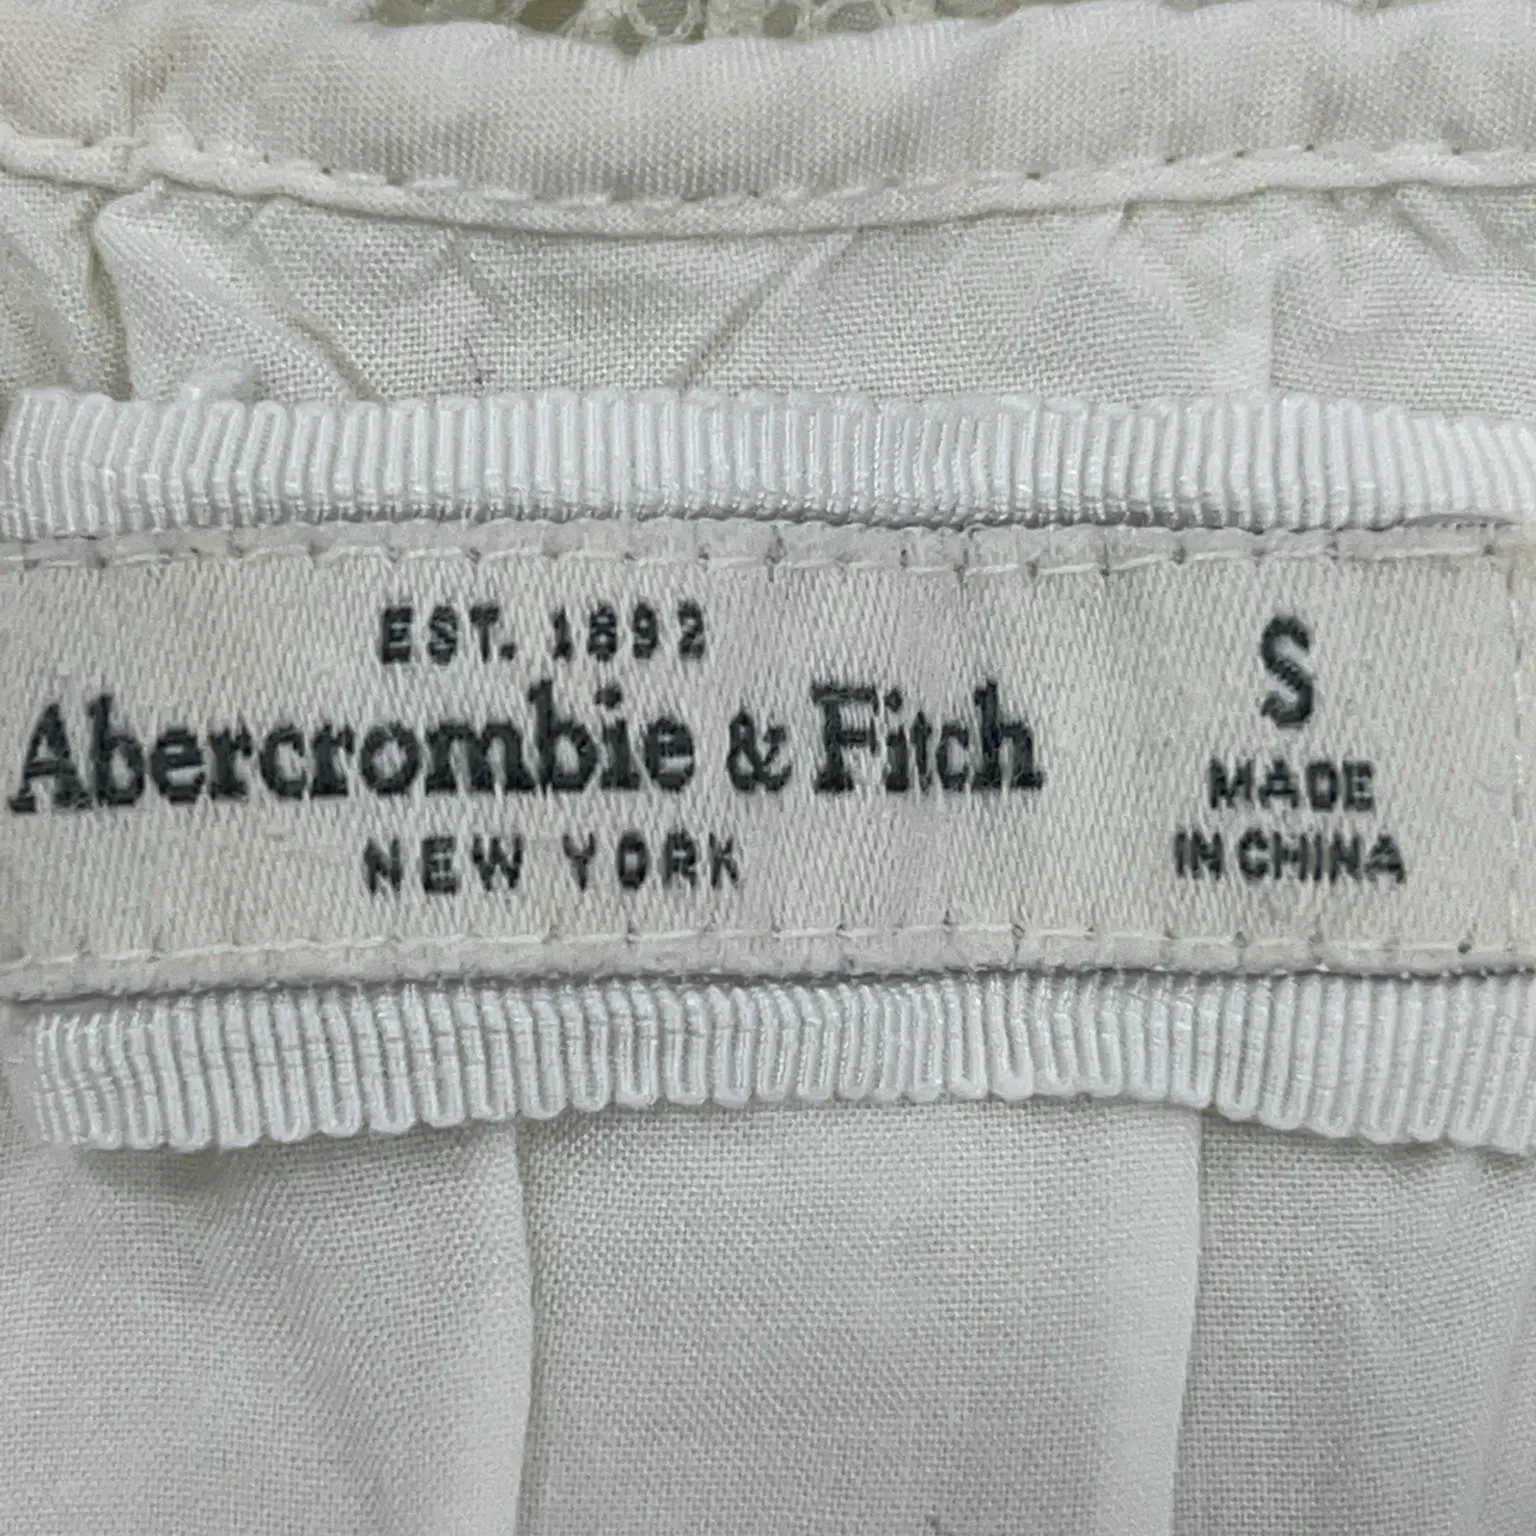 EST. 1892
Abercrombie & Fitch
NEW YORK
S
MADE
IN CHINA